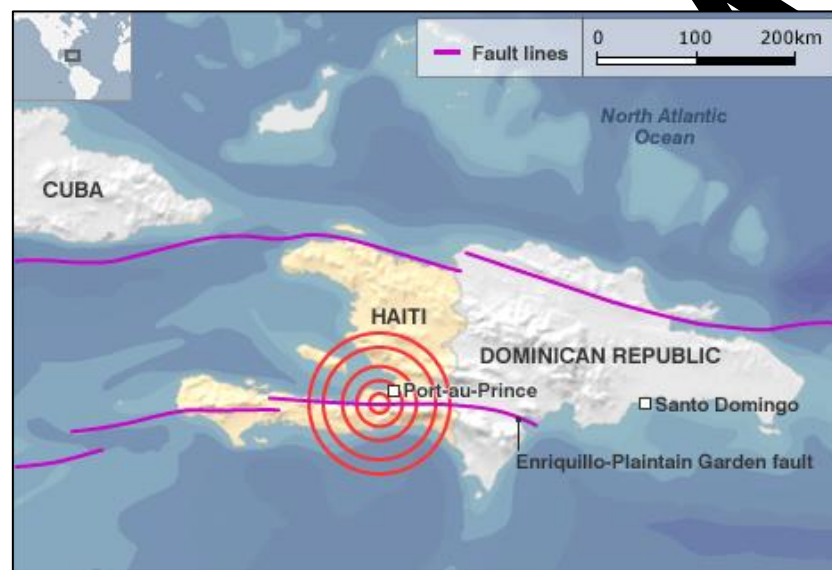 Fault lines
0 100 200km
North Atlantic
Ocean
CUBA
HAITI
DOMINICAN REPUBLIC
Port-au-Prince
Santo Domingo
Enriquillo-Plaintain Garden fault